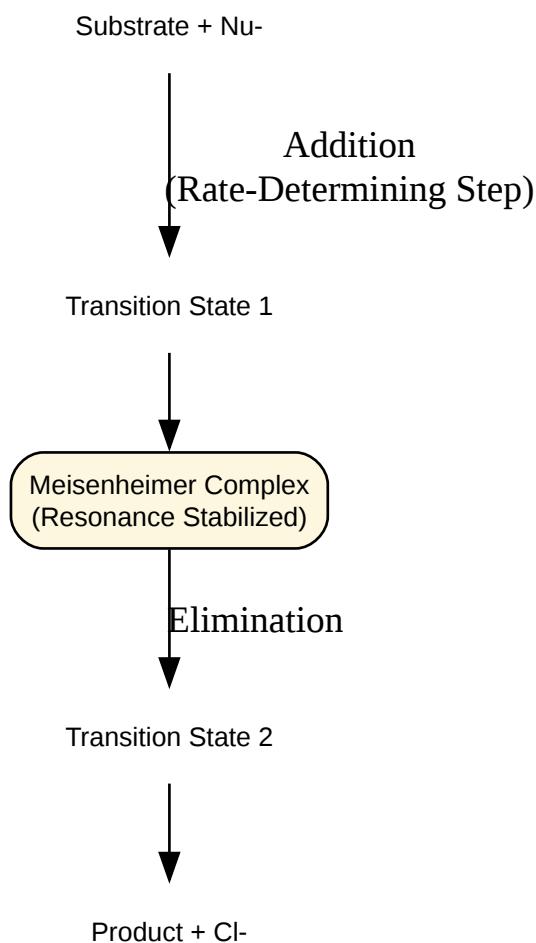 Substrate + Nu-
Addition
(Rate-Determining Step)
Transition State 1
Meisenheimer Complex
(Resonance Stabilized)
Elimination
Transition State 2
Product + Cl-